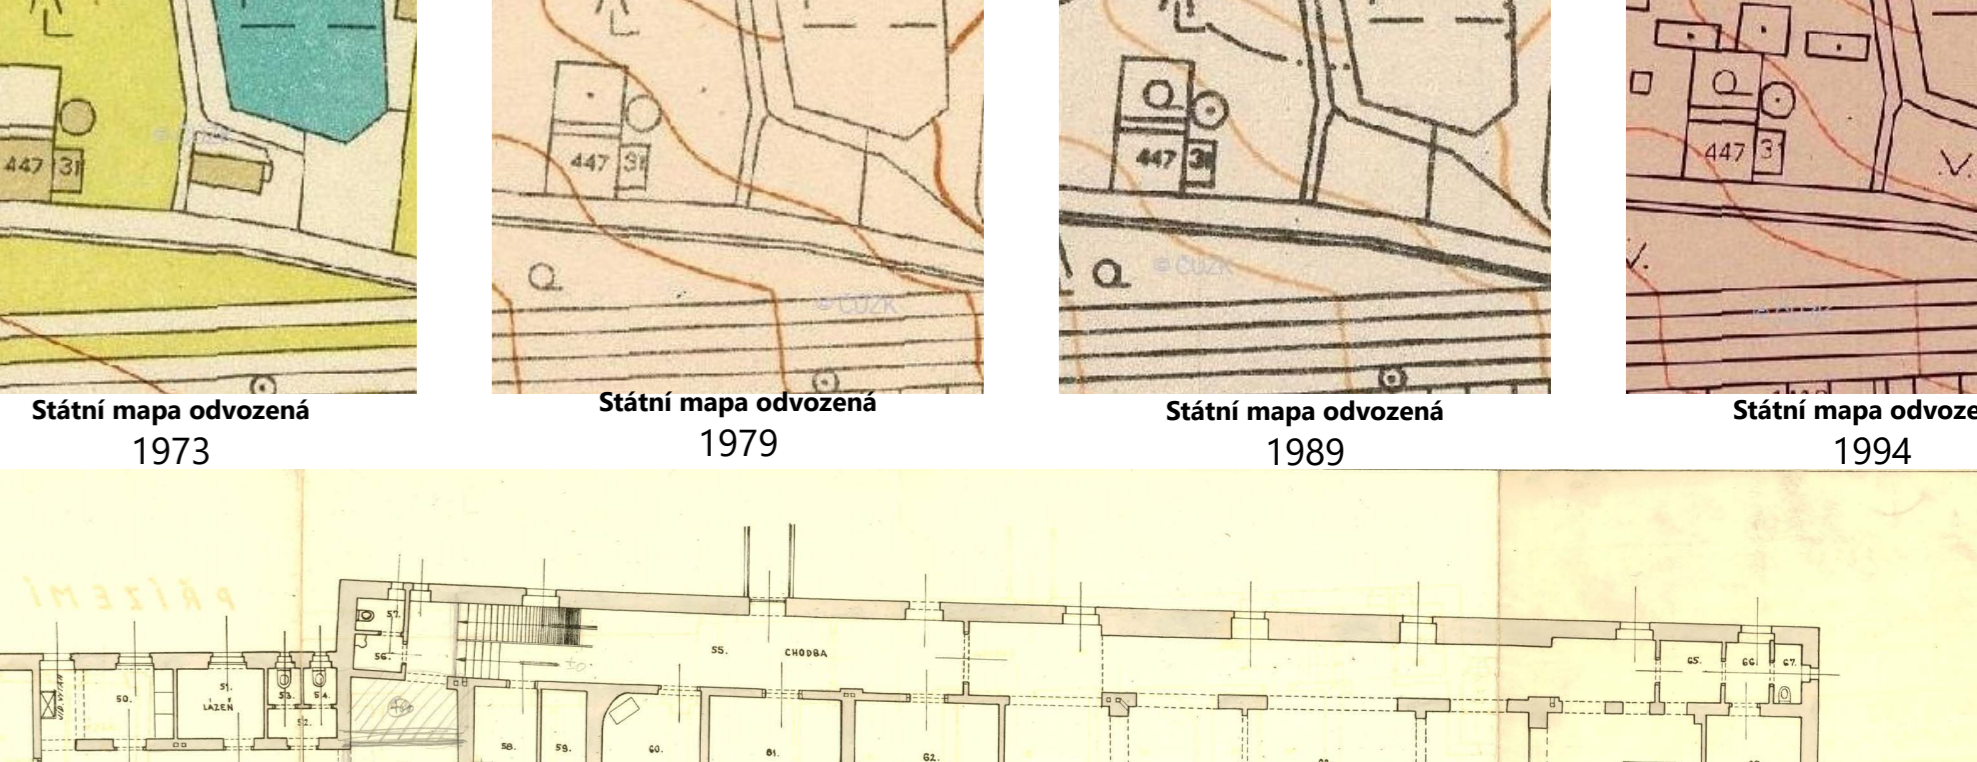 447 31
© ČÚZK
Státní mapa odvozená
1973
447 31
© ČÚZK
Státní mapa odvozená
1979
447 31
© ČÚZK
Státní mapa odvozená
1989
447 31
Státní mapa odvoze
1994
PŘÍZEMÍ
50.
51.
LÁZEŇ
53.
54.
52.
57.
56.
55. CHODBA
58.
59.
60.
61.
62.
65.
66.
67.